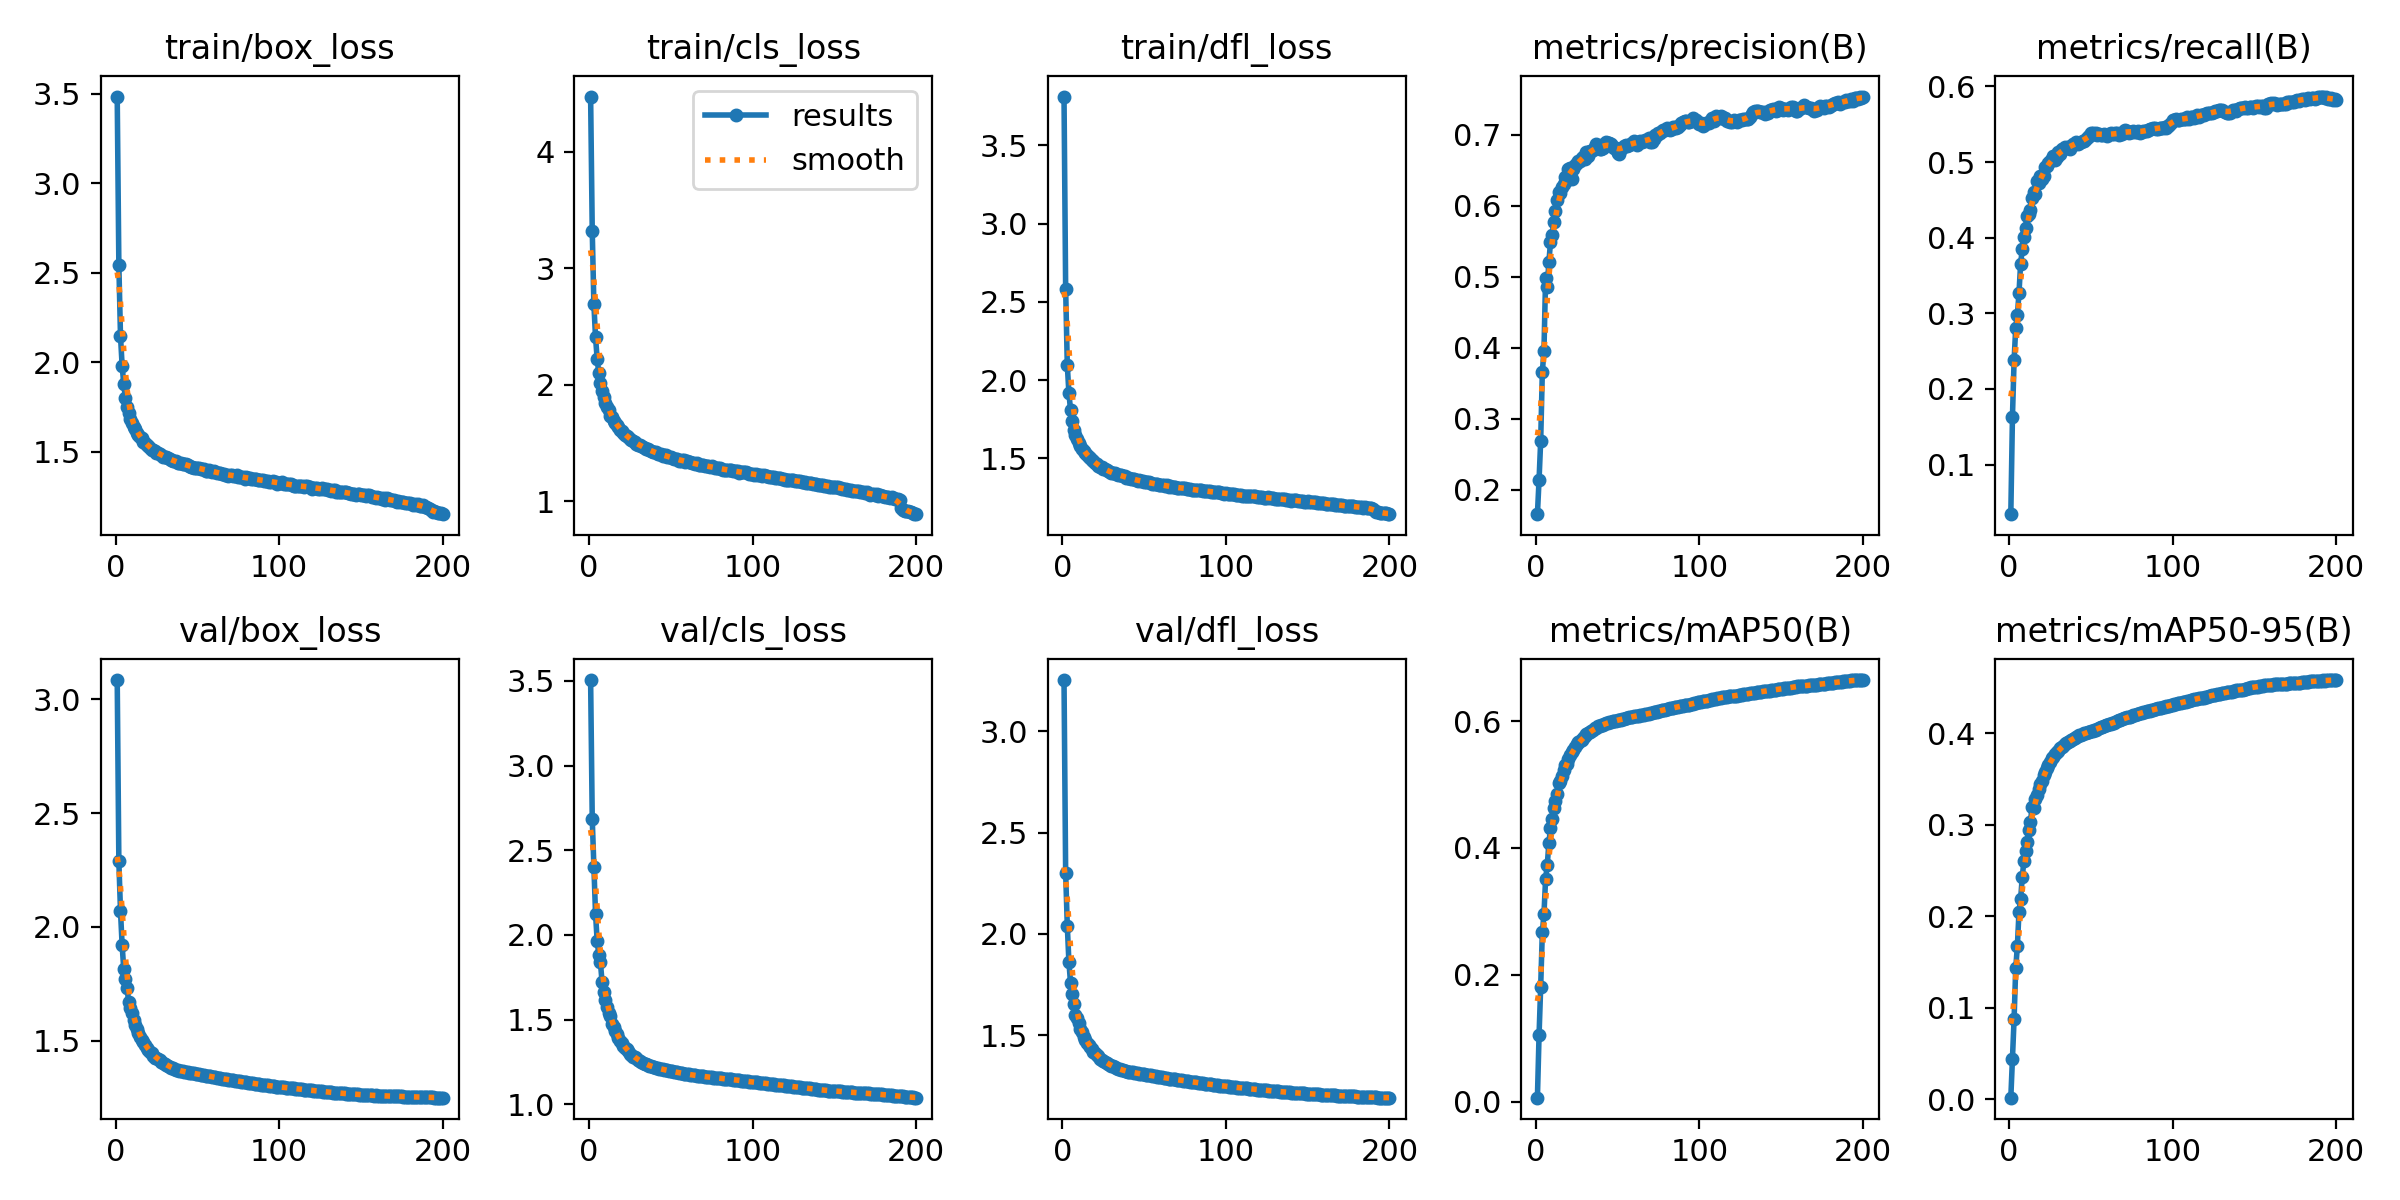 train/box_loss
3.5
3.0
2.5
2.0
1.5
0 100 200
train/cls_loss
results
smooth
4
3
2
1
0 100 200
train/dfl_loss
3.5
3.0
2.5
2.0
1.5
0 100 200
metrics/precision(B)
0.7
0.6
0.5
0.4
0.3
0.2
0 100 200
metrics/recall(B)
0.6
0.5
0.4
0.3
0.2
0.1
0 100 200
val/box_loss
3.0
2.5
2.0
1.5
0 100 200
val/cls_loss
3.5
3.0
2.5
2.0
1.5
1.0
0 100 200
val/dfl_loss
3.0
2.5
2.0
1.5
0 100 200
metrics/mAP50(B)
0.6
0.4
0.2
0.0
0 100 200
metrics/mAP50-95(B)
0.4
0.3
0.2
0.1
0.0
0 100 200